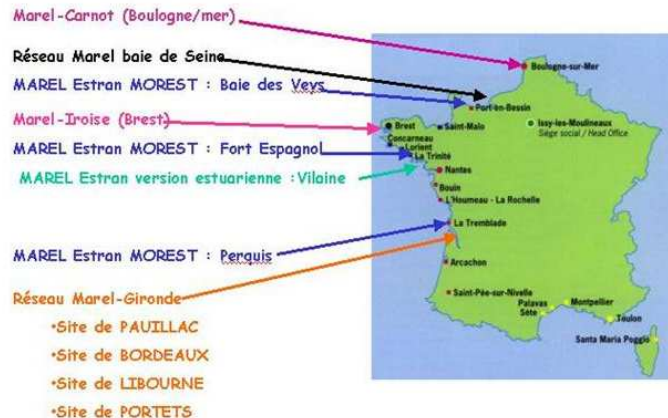 Marel-Carnot (Boulogne/mer)
Réseau Marel baie de Seine
MAREL Estran MOREST : Baie des Veys
Marel-Iroise (Brest)
MAREL Estran MOREST : Fort Espagnol
MAREL Estran version estuarienne :Vilaine
MAREL Estran MOREST : Perquis
Réseau Marel-Gironde
•Site de PAUILLAC
•Site de BORDEAUX
•Site de LIBOURNE
•Site de PORTETS
Boulogne-sur-Mer
Port-en-Bessin
Issy-les-Moulineaux
Siège social / Head Office
Brest
Saint-Malo
Concarneau
Lorient
La Trinité
Nantes
Bouin
L'Houmeau - La Rochelle
La Tremblade
Arcachon
Saint-Pée-sur-Nivelle
Palavas
Montpellier
Sète
Toulon
Santa Maria Poggio